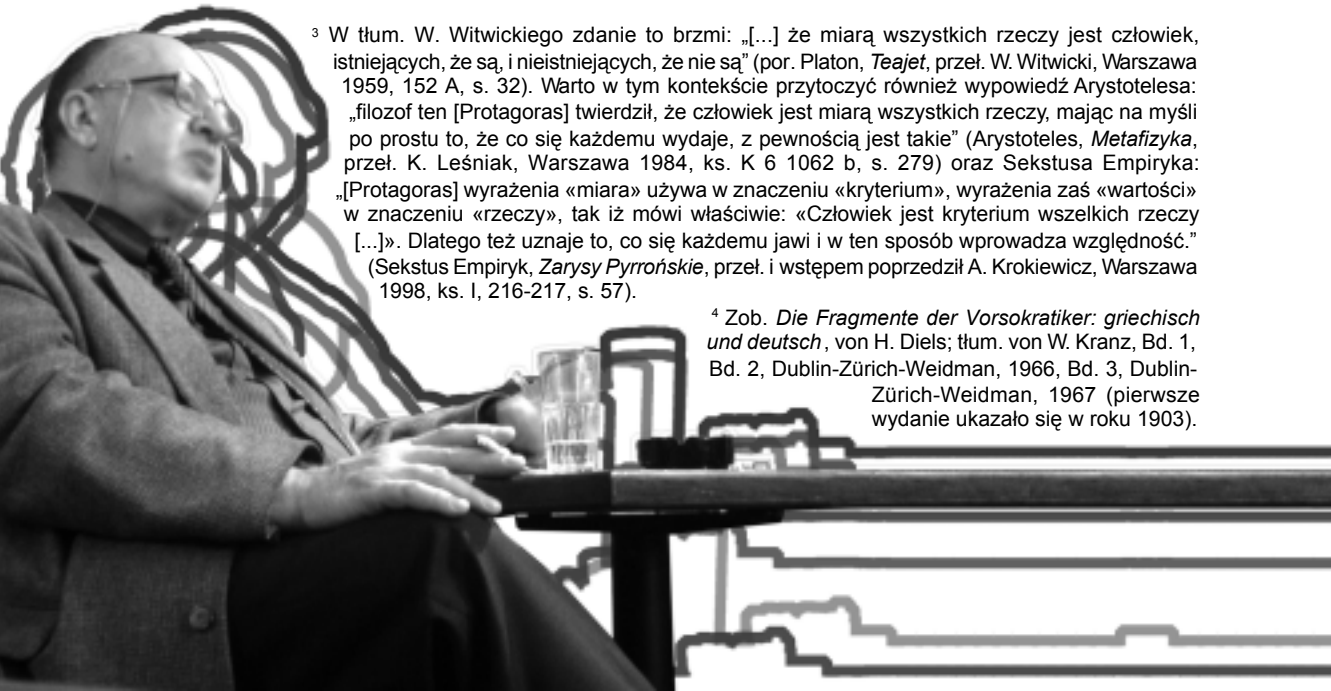 ³ W tłum. W. Witwickiego zdanie to brzmi: „[...] że miarą wszystkich rzeczy jest człowiek,
istniejących, że są, i nieistniejących, że nie są” (por. Platon, Teajet, przeł. W. Witwicki, Warszawa
1959, 152 A, s. 32). Warto w tym kontekście przytoczyć również wypowiedź Arystotelesa:
„filozof ten [Protagoras] twierdził, że człowiek jest miarą wszystkich rzeczy, mając na myśli
po prostu to, że co się każdemu wydaje, z pewnością jest takie” (Arystoteles, Metafizyka,
przeł. K. Leśniak, Warszawa 1984, ks. K 6 1062 b, s. 279) oraz Sekstusa Empiryka:
„[Protagoras] wyrażenia «miara» używa w znaczeniu «kryterium», wyrażenia zaś «wartości»
w znaczeniu «rzeczy», tak iż mówi właściwie: «Człowiek jest kryterium wszelkich rzeczy
[...]». Dlatego też uznaje to, co się każdemu jawi i w ten sposób wprowadza względność.”
(Sekstus Empiryk, Zarysy Pyrrońskie, przeł. i wstępem poprzedził A. Krokiewicz, Warszawa
1998, ks. I, 216-217, s. 57).
⁴ Zob. Die Fragmente der Vorsokratiker: griechisch
und deutsch, von H. Diels; tłum. von W. Kranz, Bd. 1,
Bd. 2, Dublin-Zürich-Weidman, 1966, Bd. 3, Dublin-
Zürich-Weidman, 1967 (pierwsze
wydanie ukazało się w roku 1903).